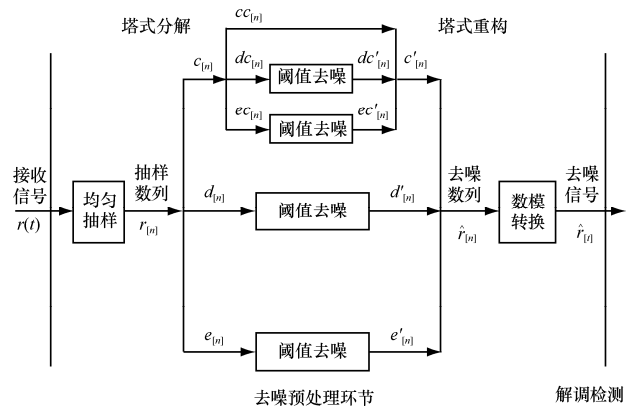 塔式分解
cc[n]
塔式重构
c[n]
dc[n]
阈值去噪
dc′[n]
c′[n]
ec[n]
阈值去噪
ec′[n]
接收
信号
r(t)
均匀
抽样
抽样
数列
r[n]
d[n]
阈值去噪
d′[n]
去噪
数列
r̂[n]
数模
转换
去噪
信号
r̂[t]
e[n]
阈值去噪
e′[n]
去噪预处理环节
解调检测